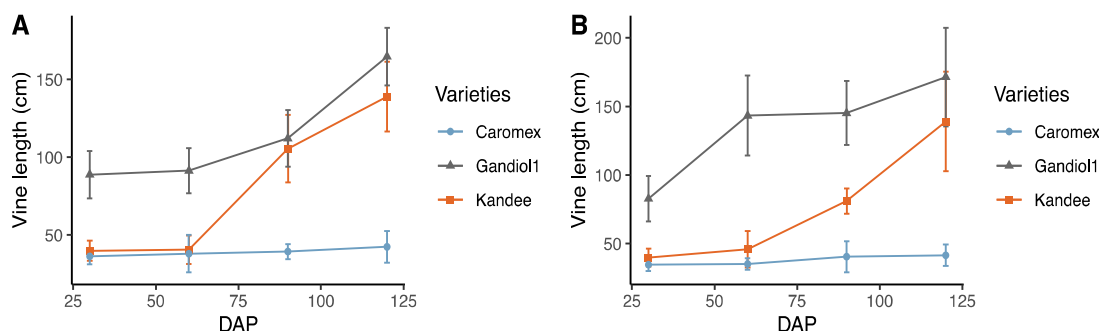 A
Vine length (cm)
150
100
50
25
50
75
100
125
DAP
Varieties
Caromex
Gandiol1
Kandee
B
Vine length (cm)
200
150
100
50
25
50
75
100
125
DAP
Varieties
Caromex
Gandiol1
Kandee